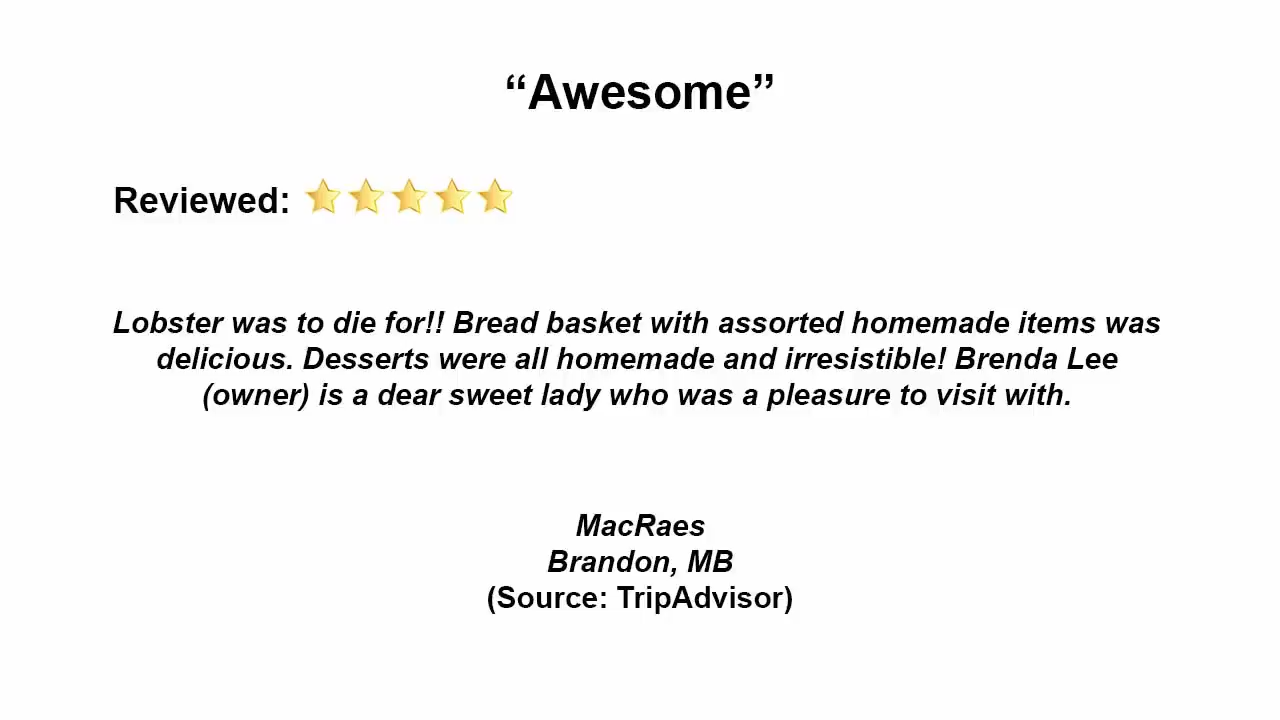 “Awesome”
Reviewed:
Lobster was to die for!! Bread basket with assorted homemade items was
delicious. Desserts were all homemade and irresistible! Brenda Lee
(owner) is a dear sweet lady who was a pleasure to visit with.
MacRaes
Brandon, MB
(Source: TripAdvisor)